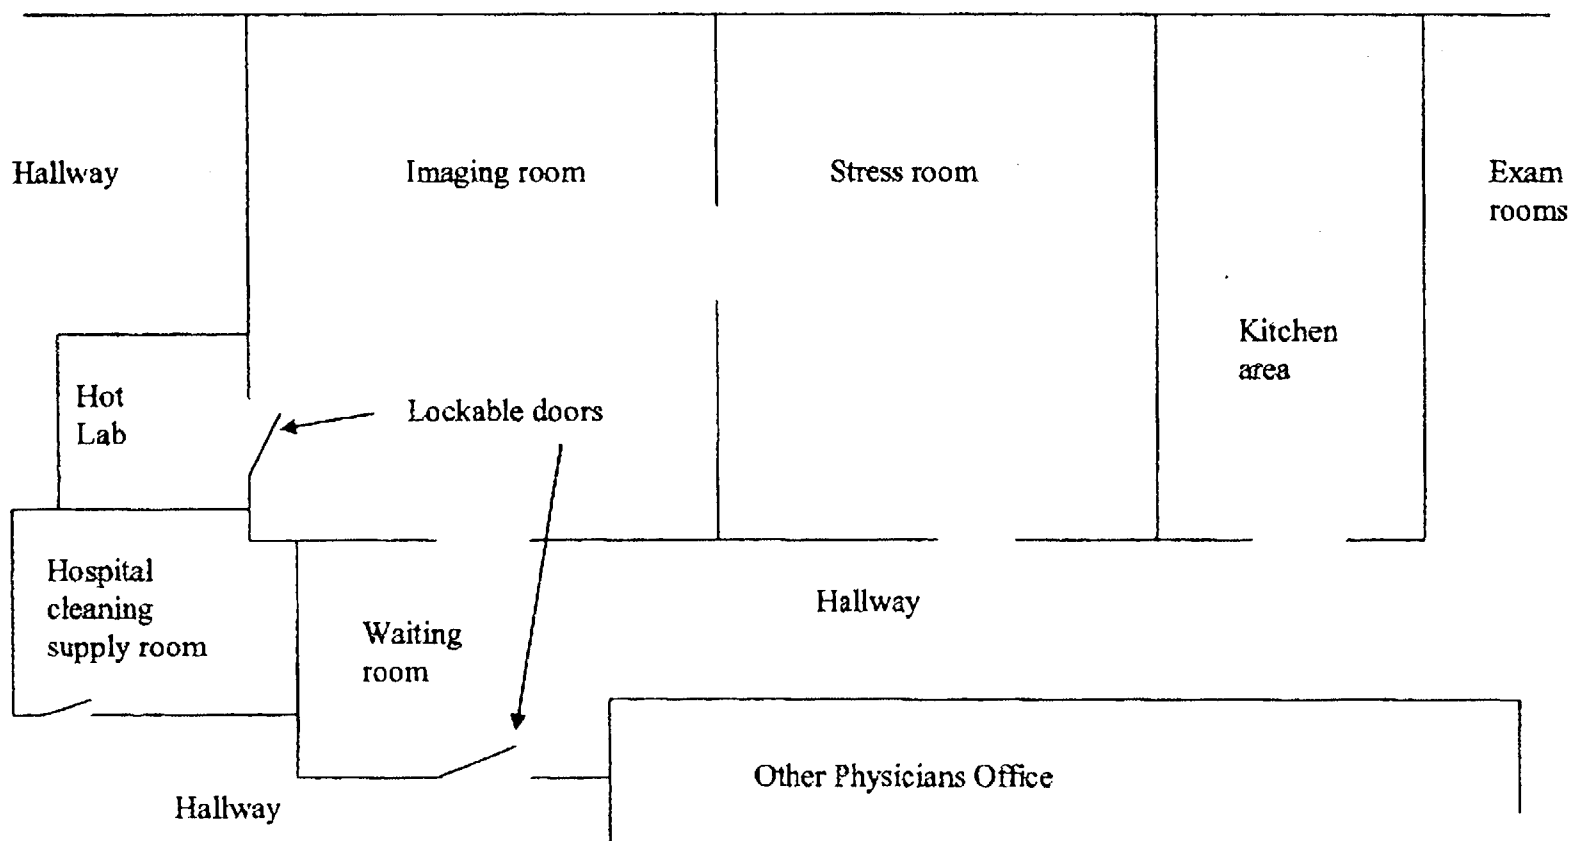 Hallway
Imaging room
Stress room
Exam
rooms
Kitchen
area
Hot
Lab
Lockable doors
Hospital
cleaning
supply room
Waiting
room
Hallway
Other Physicians Office
Hallway